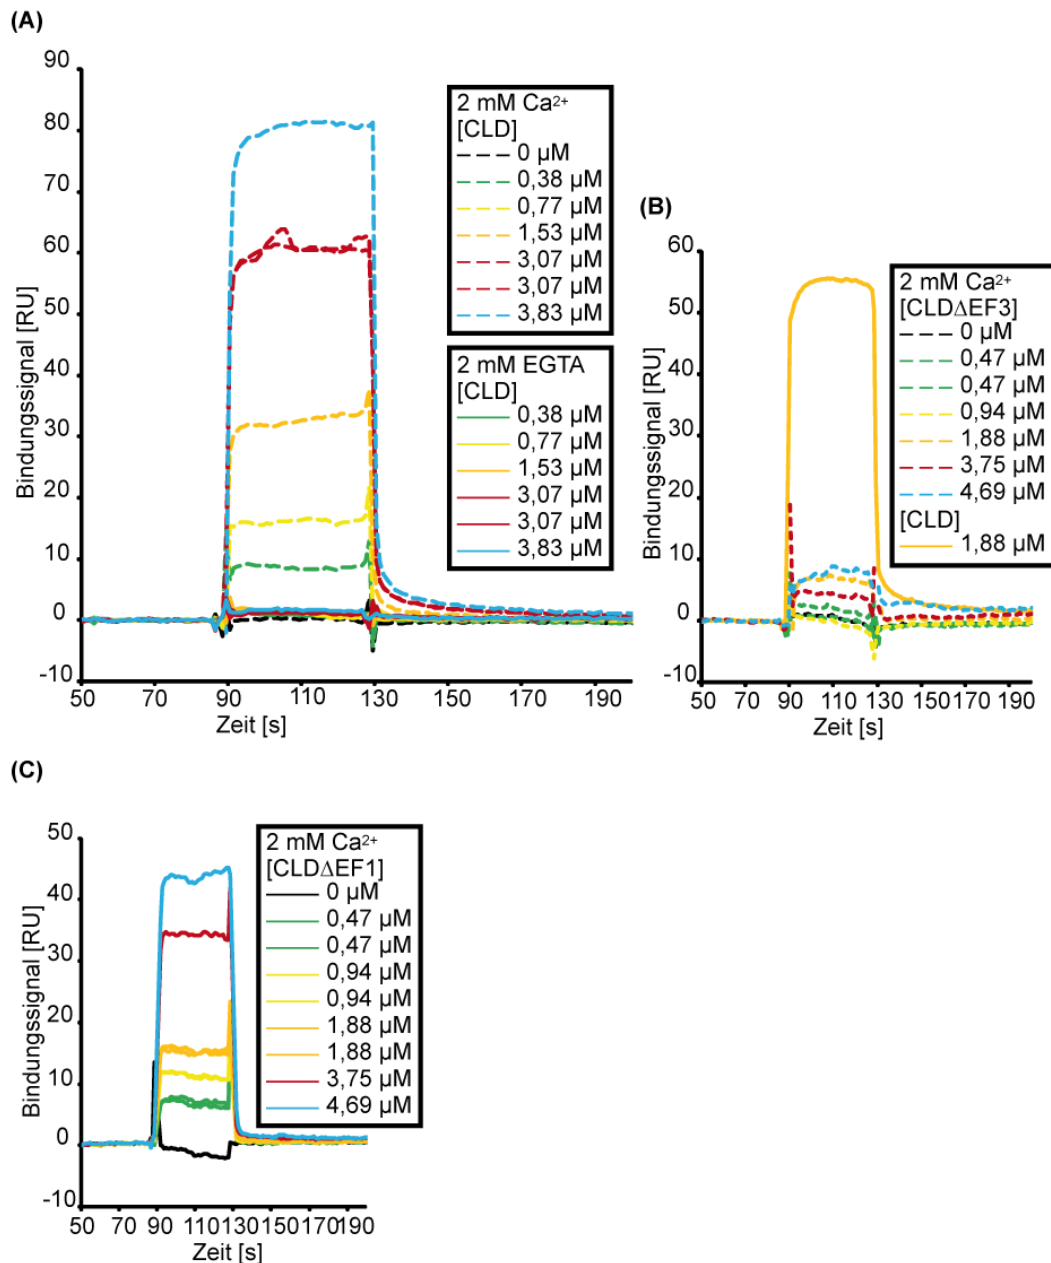 (A)
90
80
70
60
50
40
30
20
10
0
-10
Bindungssignal [RU]
50 70 90 110 130 150 170 190
Zeit [s]
2 mM Ca²⁺
[CLD]
0 µM
0,38 µM
0,77 µM
1,53 µM
3,07 µM
3,07 µM
3,83 µM
2 mM EGTA
[CLD]
0,38 µM
0,77 µM
1,53 µM
3,07 µM
3,07 µM
3,83 µM
(B)
60
50
40
30
20
10
0
-10
Bindungssignal [RU]
50 70 90 110 130 150 170 190
Zeit [s]
2 mM Ca²⁺
[CLDΔEF3]
0 µM
0,47 µM
0,47 µM
0,94 µM
1,88 µM
3,75 µM
4,69 µM
[CLD]
1,88 µM
(C)
50
40
30
20
10
0
-10
Bindungssignal [RU]
50 70 90 110 130 150 170 190
Zeit [s]
2 mM Ca²⁺
[CLDΔEF1]
0 µM
0,47 µM
0,47 µM
0,94 µM
0,94 µM
1,88 µM
1,88 µM
3,75 µM
4,69 µM